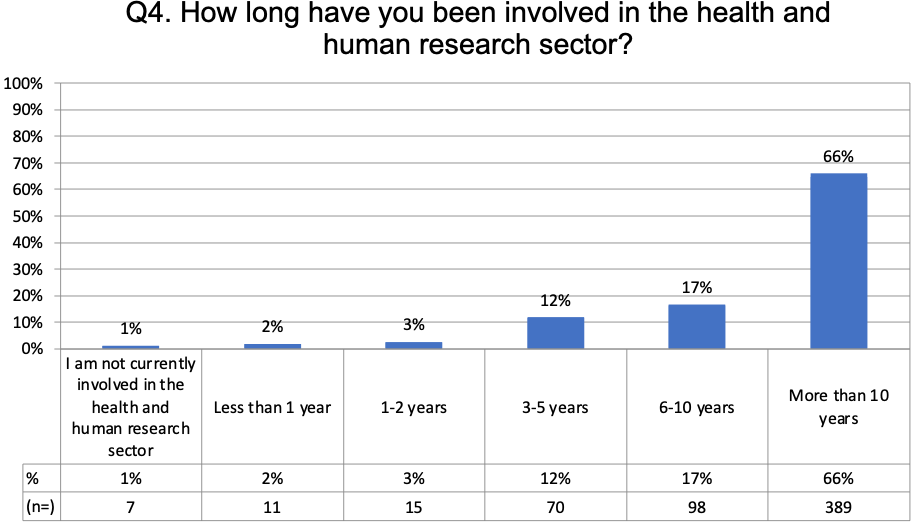 Q4. How long have you been involved in the health and
human research sector?
100%
90%
80%
70%
60%
50%
40%
30%
20%
10%
0%
1%
2%
3%
12%
17%
66%
I am not currently
involved in the
health and
human research
sector
Less than 1 year
1-2 years
3-5 years
6-10 years
More than 10
years
% 1% 2% 3% 12% 17% 66%
(n=) 7 11 15 70 98 389